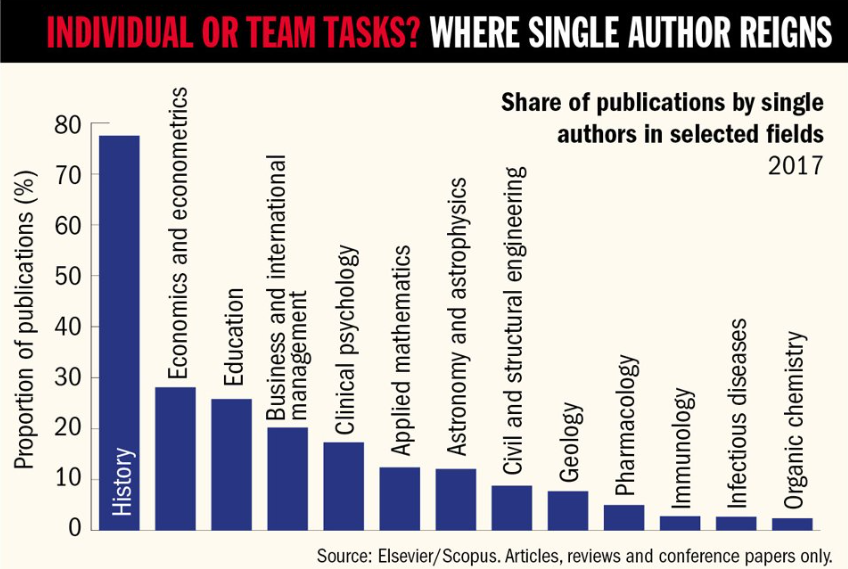 INDIVIDUAL OR TEAM TASKS? WHERE SINGLE AUTHOR REIGNS
Share of publications by single
authors in selected fields
2017
Proportion of publications (%)
80
70
60
50
40
30
20
10
0
History
Economics and econometrics
Education
Business and international
management
Clinical psychology
Applied mathematics
Astronomy and astrophysics
Civil and structural engineering
Geology
Pharmacology
Immunology
Infectious diseases
Organic chemistry
Source: Elsevier/Scopus. Articles, reviews and conference papers only.